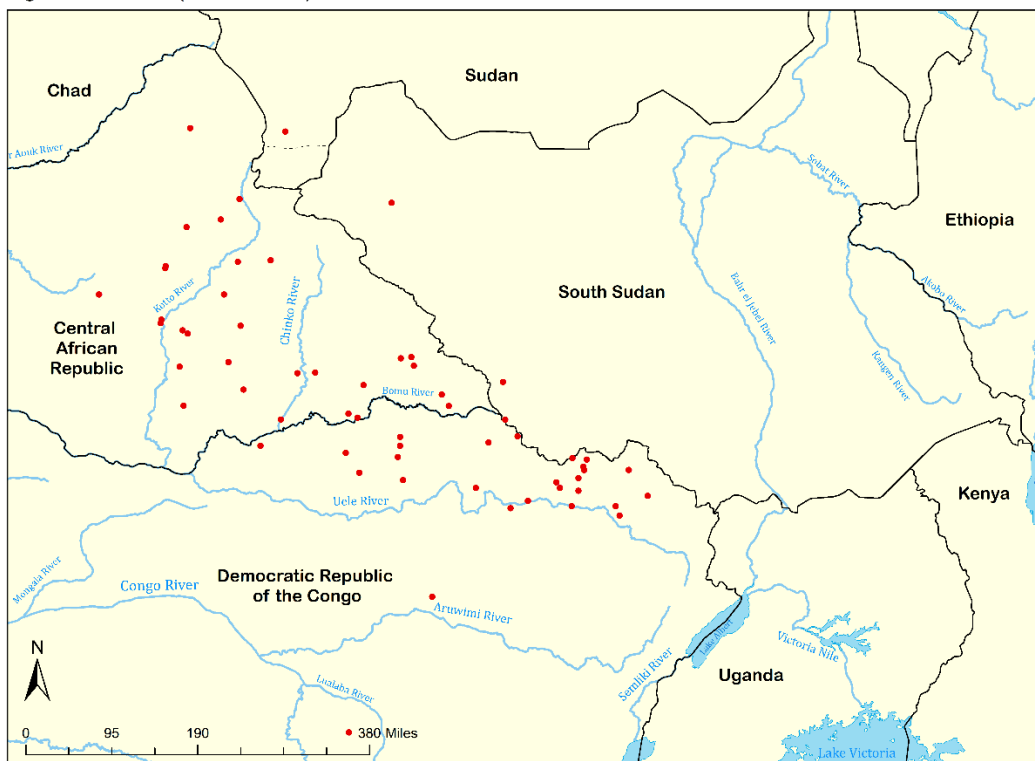 Chad
Sudan
r Aouk River
Sobat River
Ethiopia
Akobo River
South Sudan
Bahr el Jebel River
Kotto River
Chinko River
Central
African
Republic
Kangen River
Bomu River
Kenya
Uele River
Mongala River
Congo River
Democratic Republic
of the Congo
Aruwimi River
Lake Albert
Victoria Nile
Semliki River
Uganda
N
Lualaba River
0 95 190 380 Miles
Lake Victoria